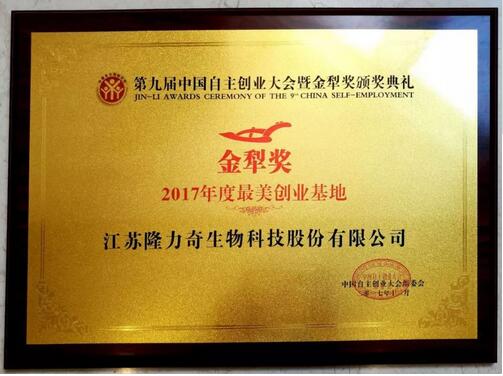 第九届中国自主创业大会暨金犁奖颁奖典礼
JIN-LI AWARDS CEREMONY OF THE 9th CHINA SELF-EMPLOYMENT
金犁奖
2017年度最美创业基地
江苏隆力奇生物科技股份有限公司
中国自主创业大会组委会